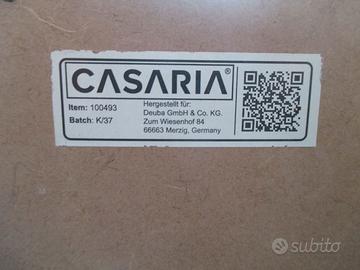 CASARIA®
Item: 100493
Batch: K/37
Hergestellt für:
Deuba GmbH & Co. KG.
Zum Wiesenhof 84
66663 Merzig, Germany
subito